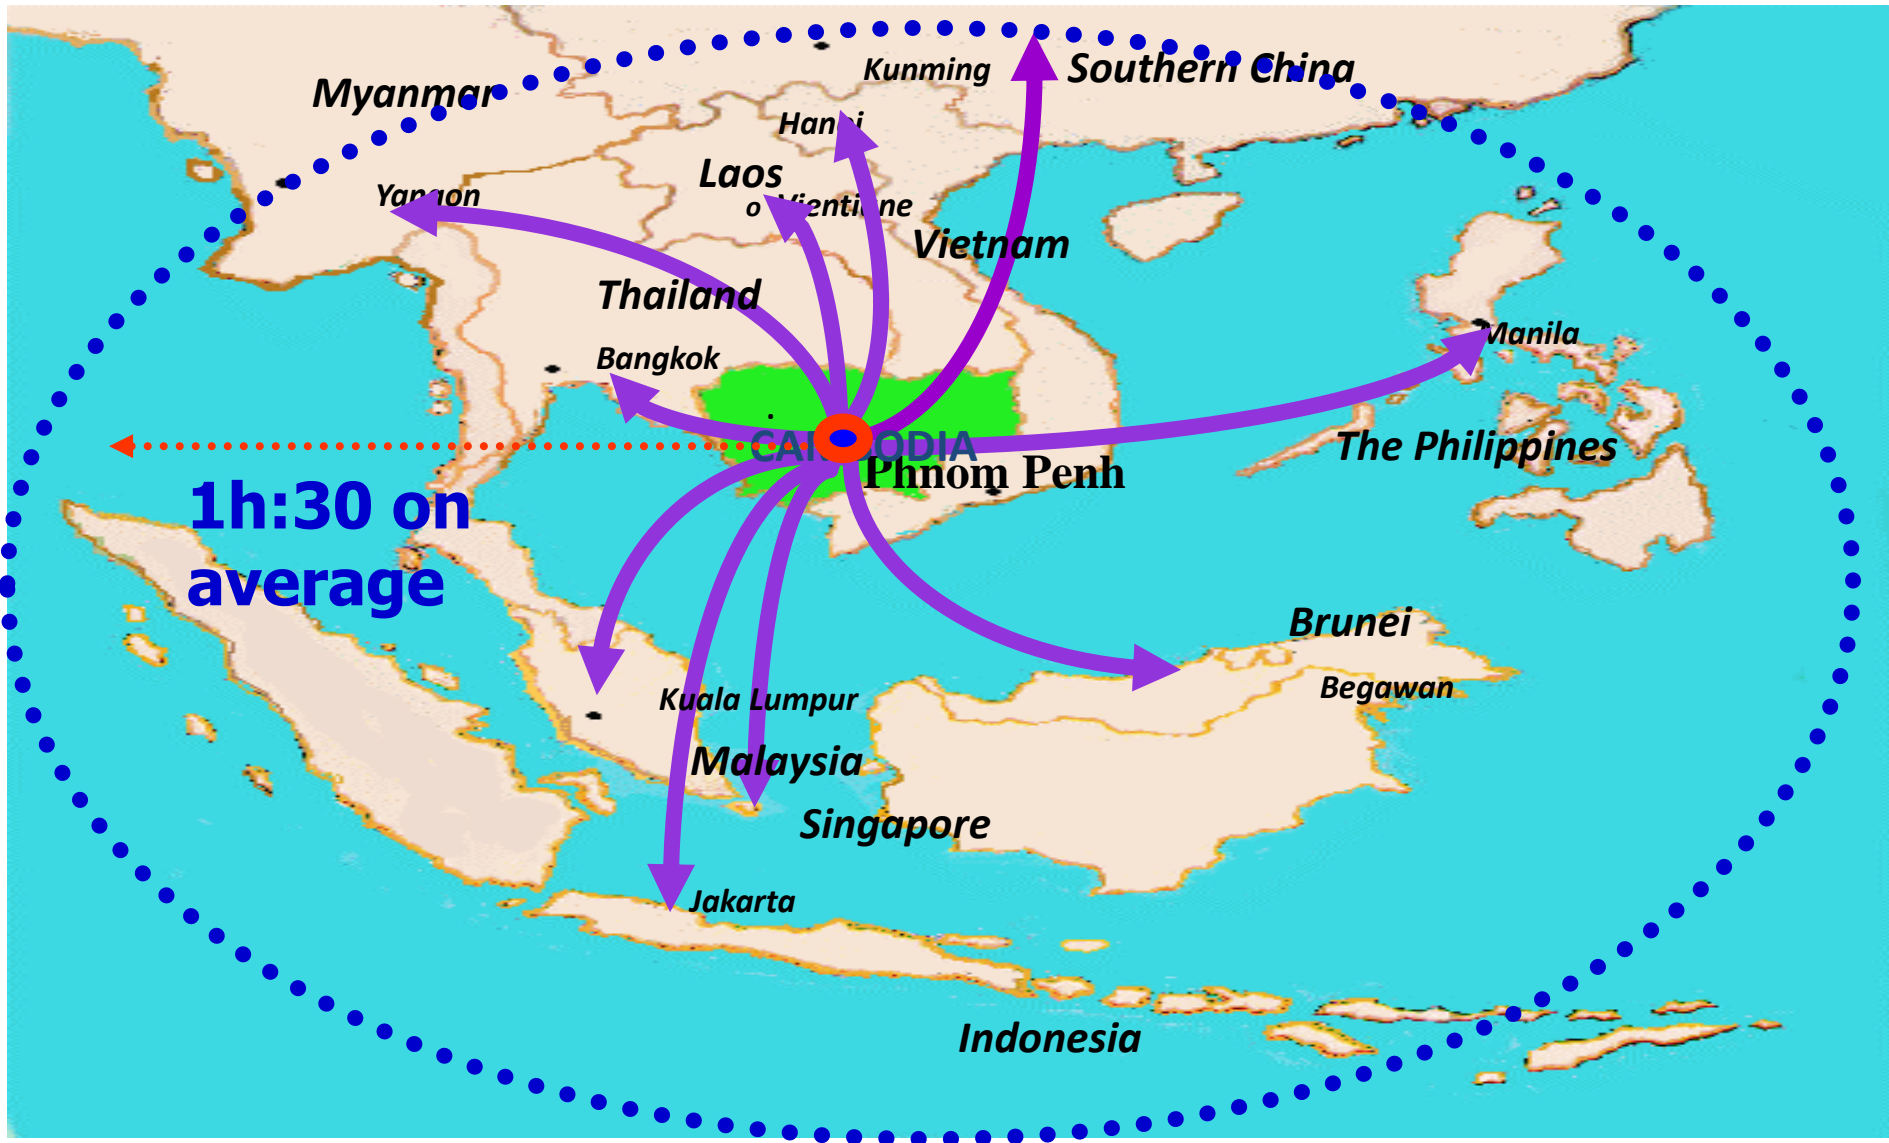 Kunming
Southern China
Myanmar
Hanoi
Laos
Yangon
o Vientiane
Vietnam
Thailand
Manila
Bangkok
CAMBODIA
The Philippines
Phnom Penh
1h:30 on
average
Brunei
Begawan
Kuala Lumpur
Malaysia
Singapore
Jakarta
Indonesia